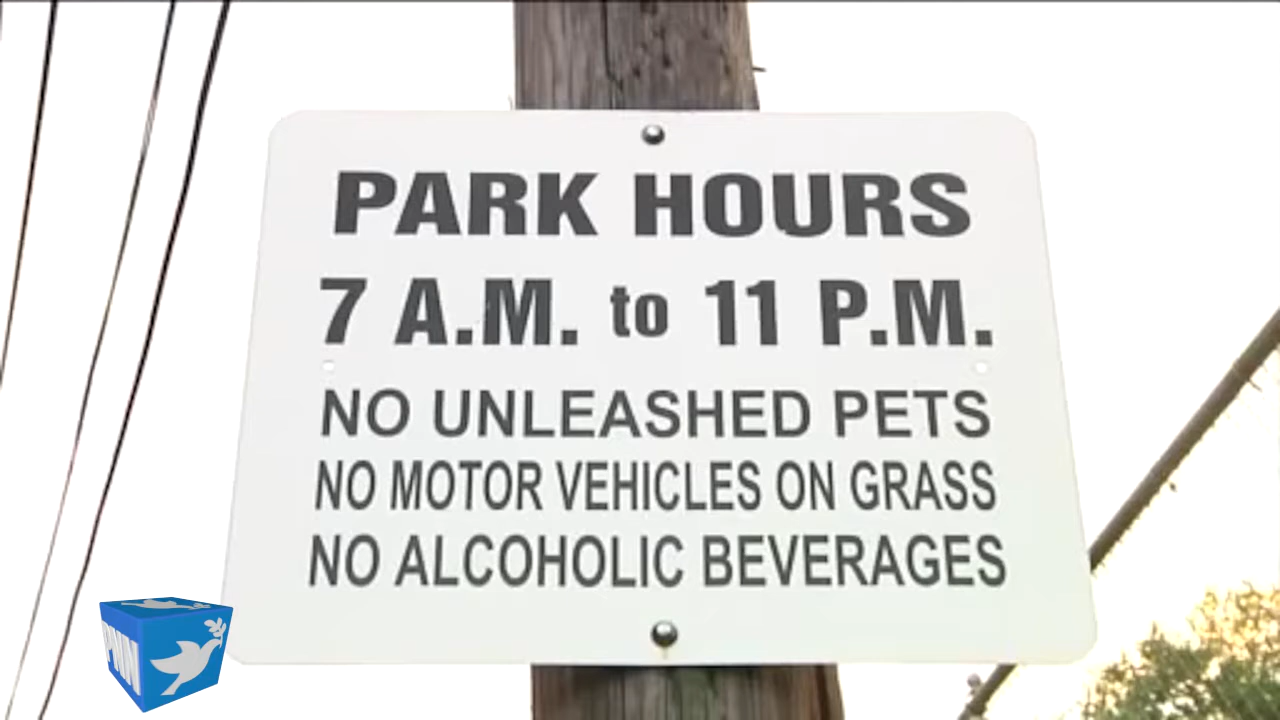 PARK HOURS
7 A.M. to 11 P.M.
NO UNLEASHED PETS
NO MOTOR VEHICLES ON GRASS
NO ALCOHOLIC BEVERAGES